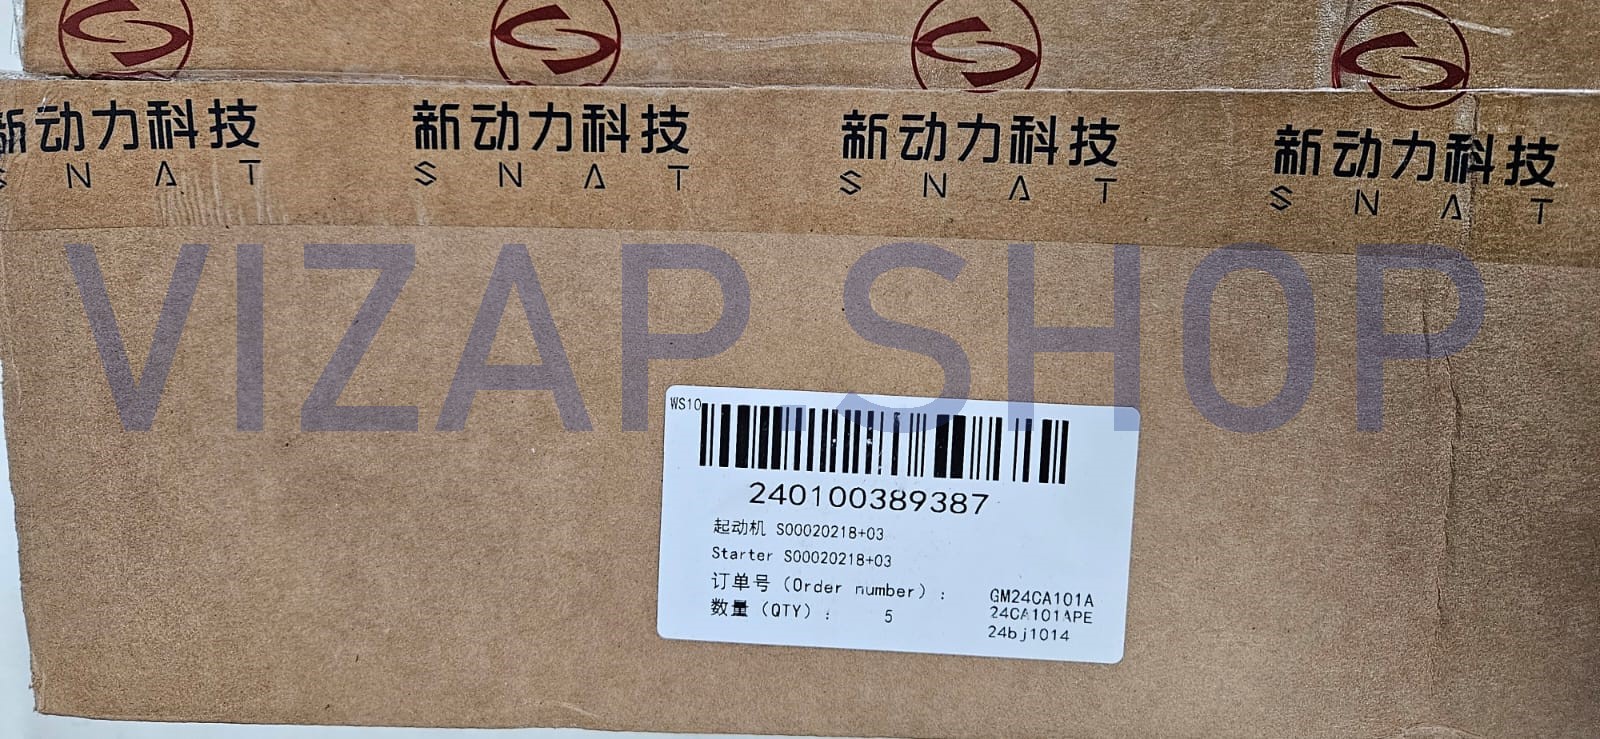 新动力科技 新动力科技 新动力科技 新动力科技
S N A T S N A T S N A T S N A T
VIZAP.SHOP
WS10
240100389387
起动机 S00020218+03
Starter S00020218+03
订单号（Order number）： GM24CA101A
数量（QTY）： 5 24CA101APE
24bj1014